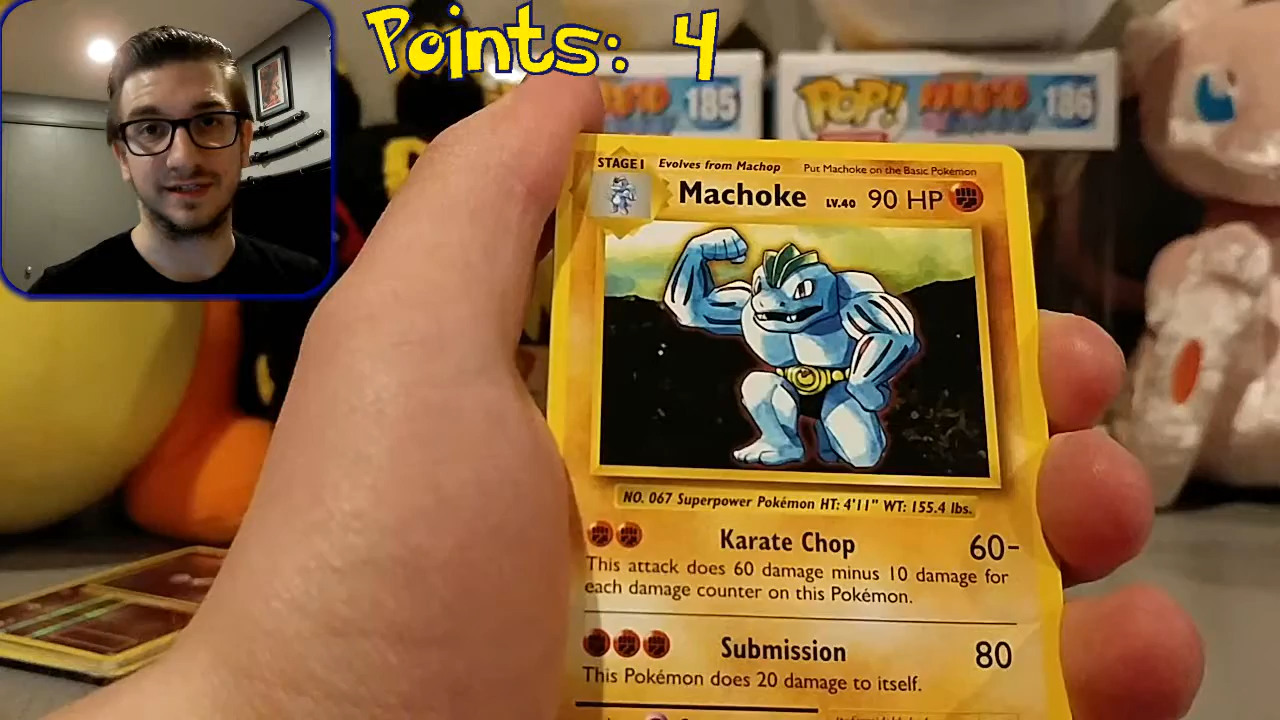 Points: 4
185
POP! NARUTO 186
STAGE 1 Evolves from Machop Put Machoke on the Basic Pokémon
Machoke LV.40 90 HP
NO. 067 Superpower Pokémon HT: 4'11" WT: 155.4 lbs.
Karate Chop 60-
This attack does 60 damage minus 10 damage for
each damage counter on this Pokémon.
Submission 80
This Pokémon does 20 damage to itself.